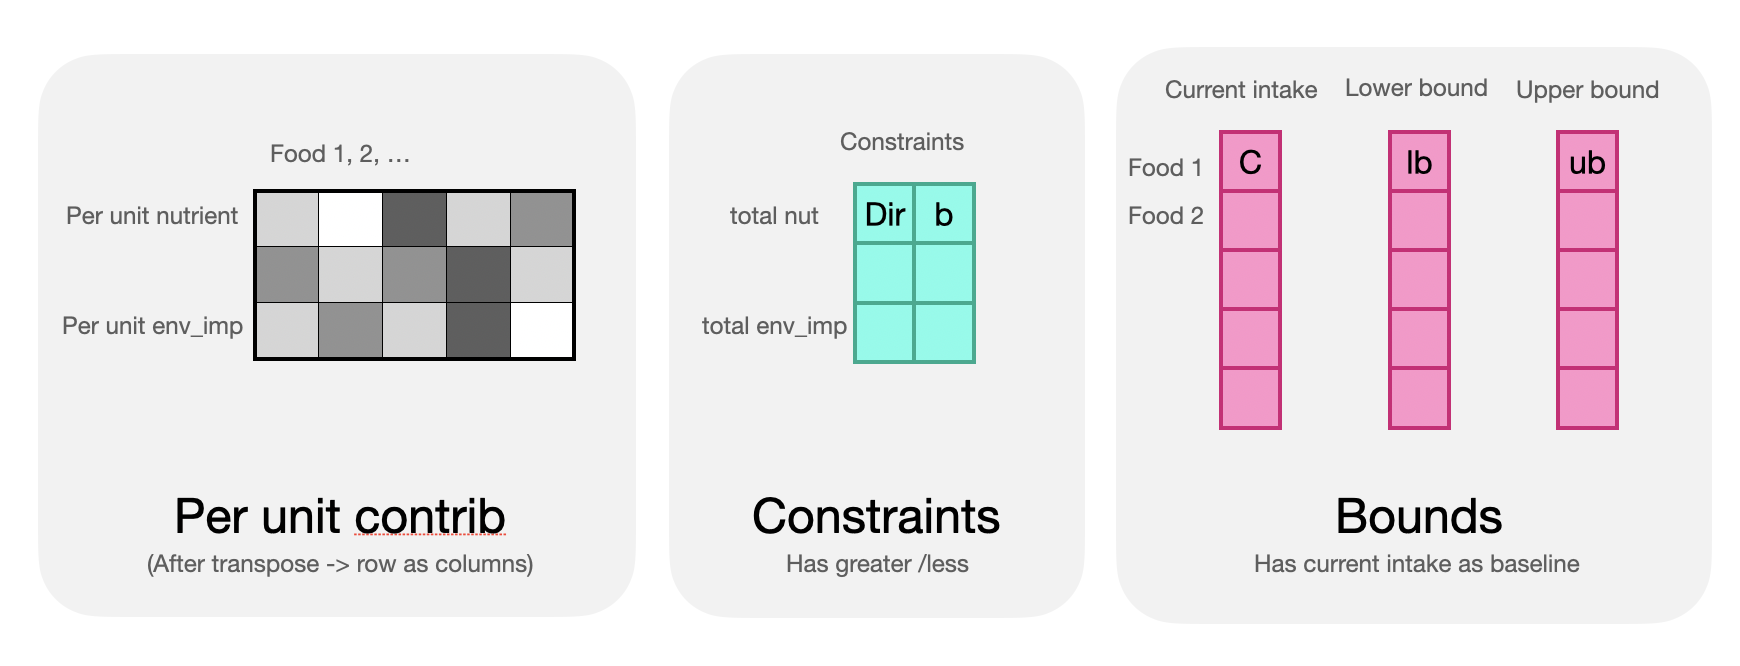 Food 1, 2, ...
Per unit nutrient
Per unit env_imp
Per unit contrib
(After transpose -> row as columns)
Constraints
total nut
Dir
b
total env_imp
Constraints
Has greater /less
Current intake
Lower bound
Upper bound
Food 1
C
lb
ub
Food 2
Bounds
Has current intake as baseline